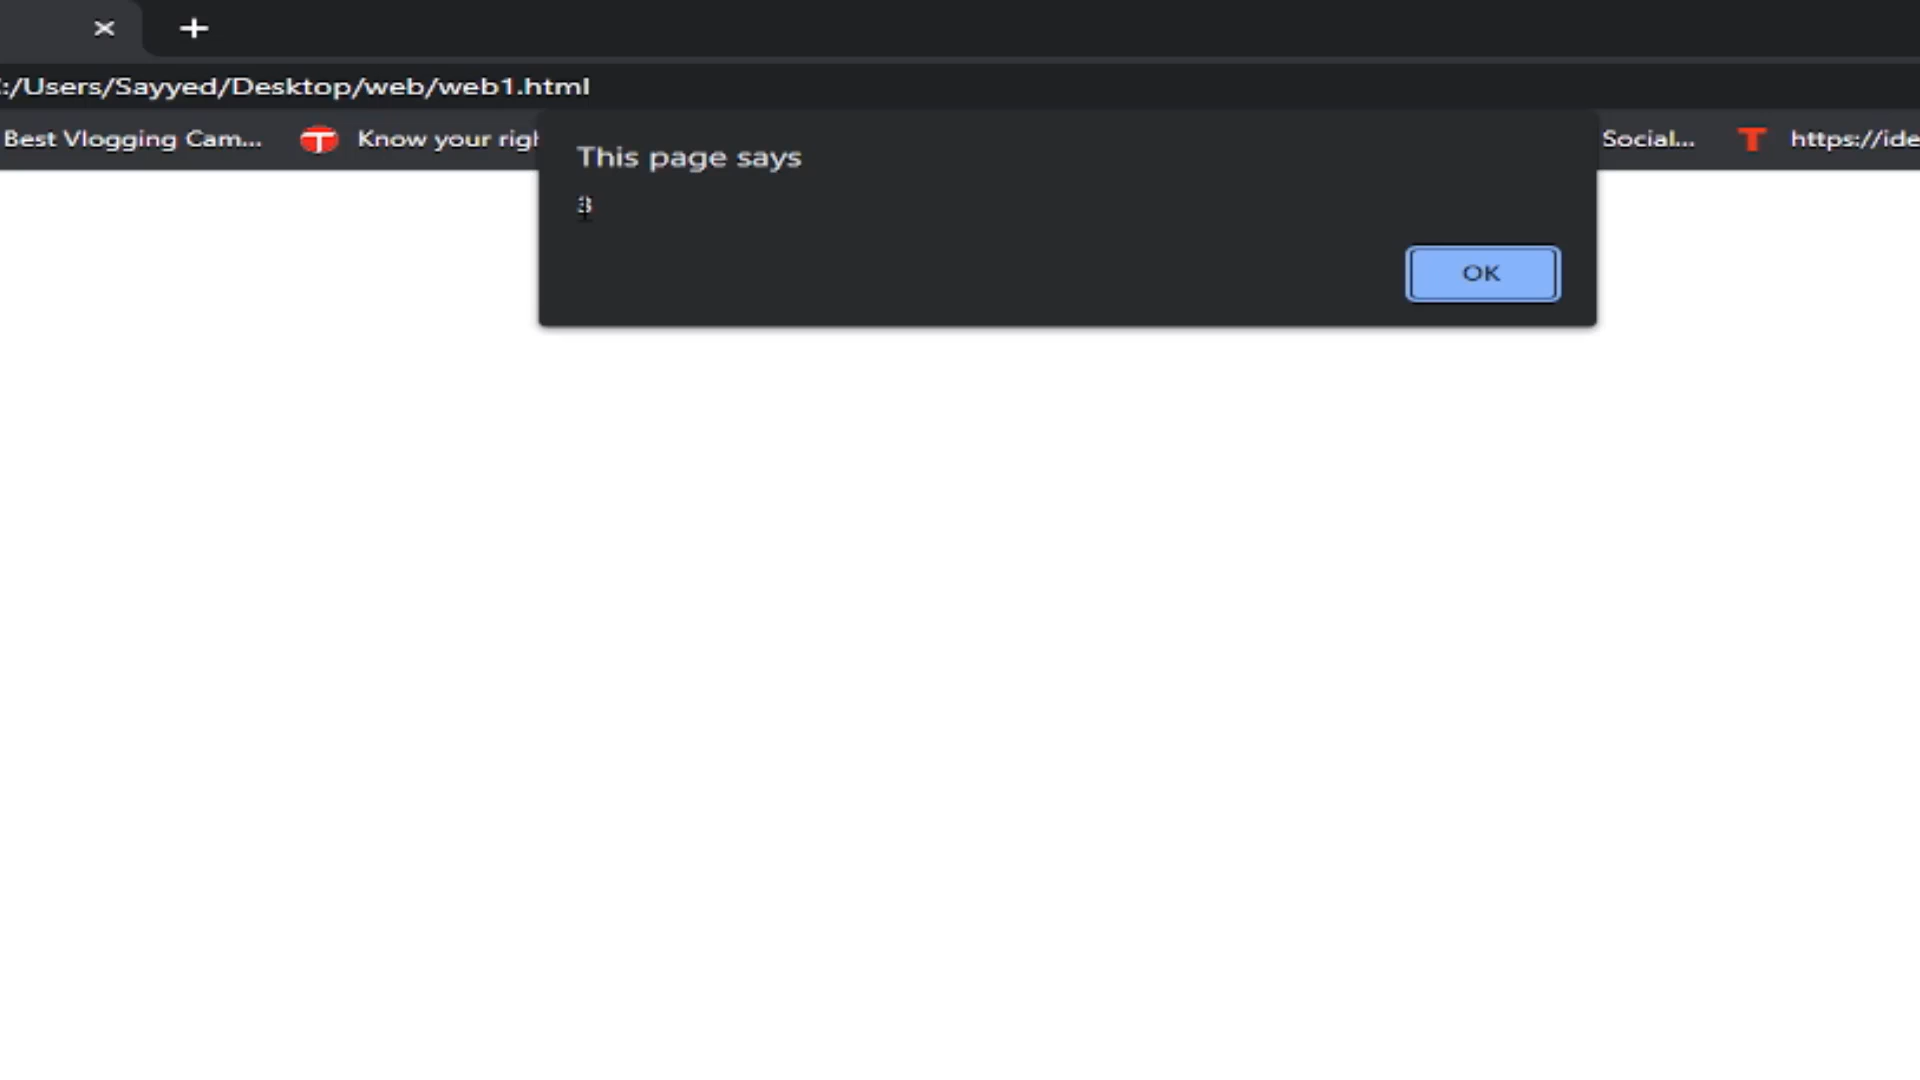 :/Users/Sayyed/Desktop/web/web1.html
Best Vlogging Cam...
Know your righ
Social...
https://ide
This page says
3
OK